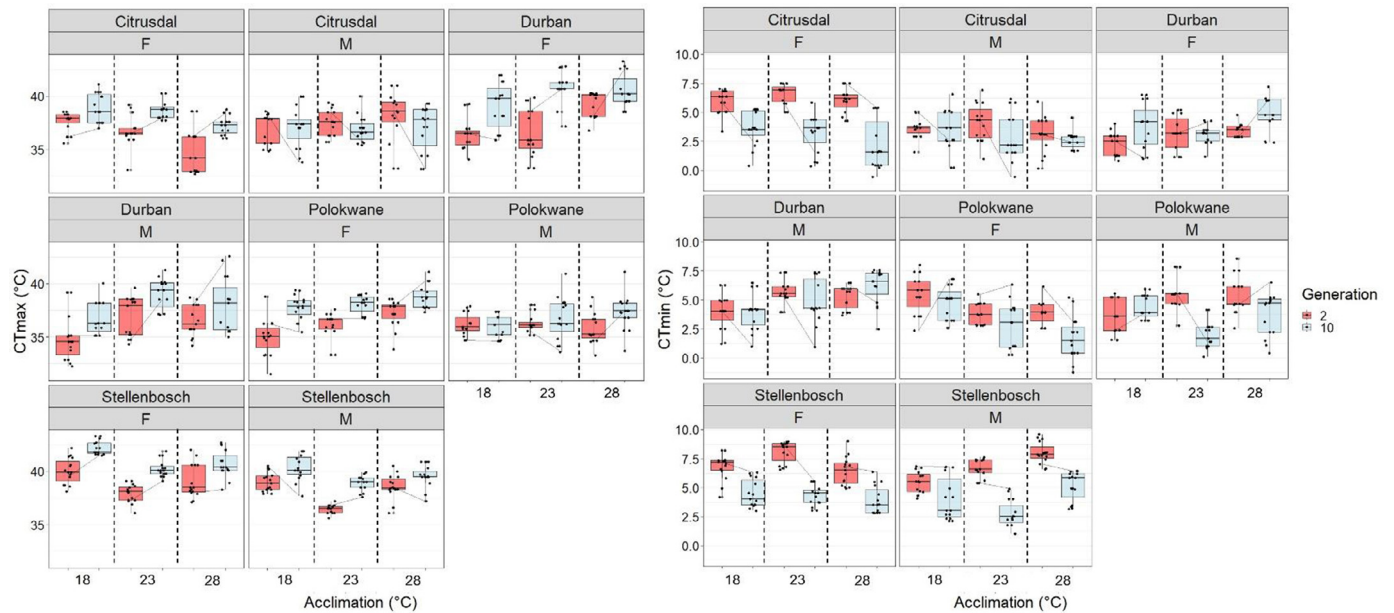 Citrusdal Citrusdal Durban
F M F
40
35
Durban Polokwane Polokwane
M F M
CTmax (°C)
40
35
18 23 28
Stellenbosch Stellenbosch
F M
40
35
18 23 28 18 23 28
Acclimation (°C)
Citrusdal Citrusdal Durban
F M F
10.0
7.5
5.0
2.5
0.0
Durban Polokwane Polokwane
M F M
CTmin (°C)
10.0
7.5
5.0
2.5
0.0
18 23 28
Stellenbosch Stellenbosch
F M
10.0
7.5
5.0
2.5
0.0
18 23 28 18 23 28
Acclimation (°C)
Generation
2
10